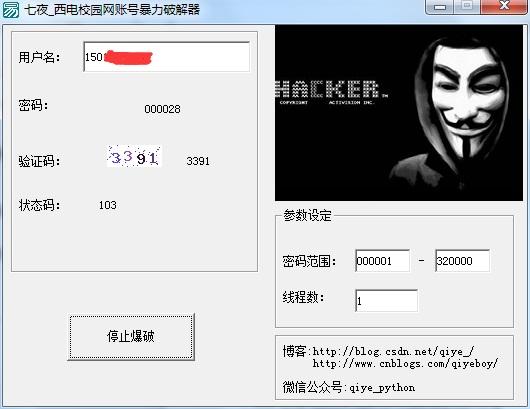 七夜_西电校园网账号暴力破解器
用户名：
150
密码：
000028
验证码：
3391
3391
状态码：
103
停止爆破
HACKER TM
COPYRIGHT ACTIVISION INC.
参数设定
密码范围：
000001 - 320000
线程数：
1
博客:http://blog.csdn.net/qiye_/
http://www.cnblogs.com/qiyeboy/
微信公众号:qiye_python